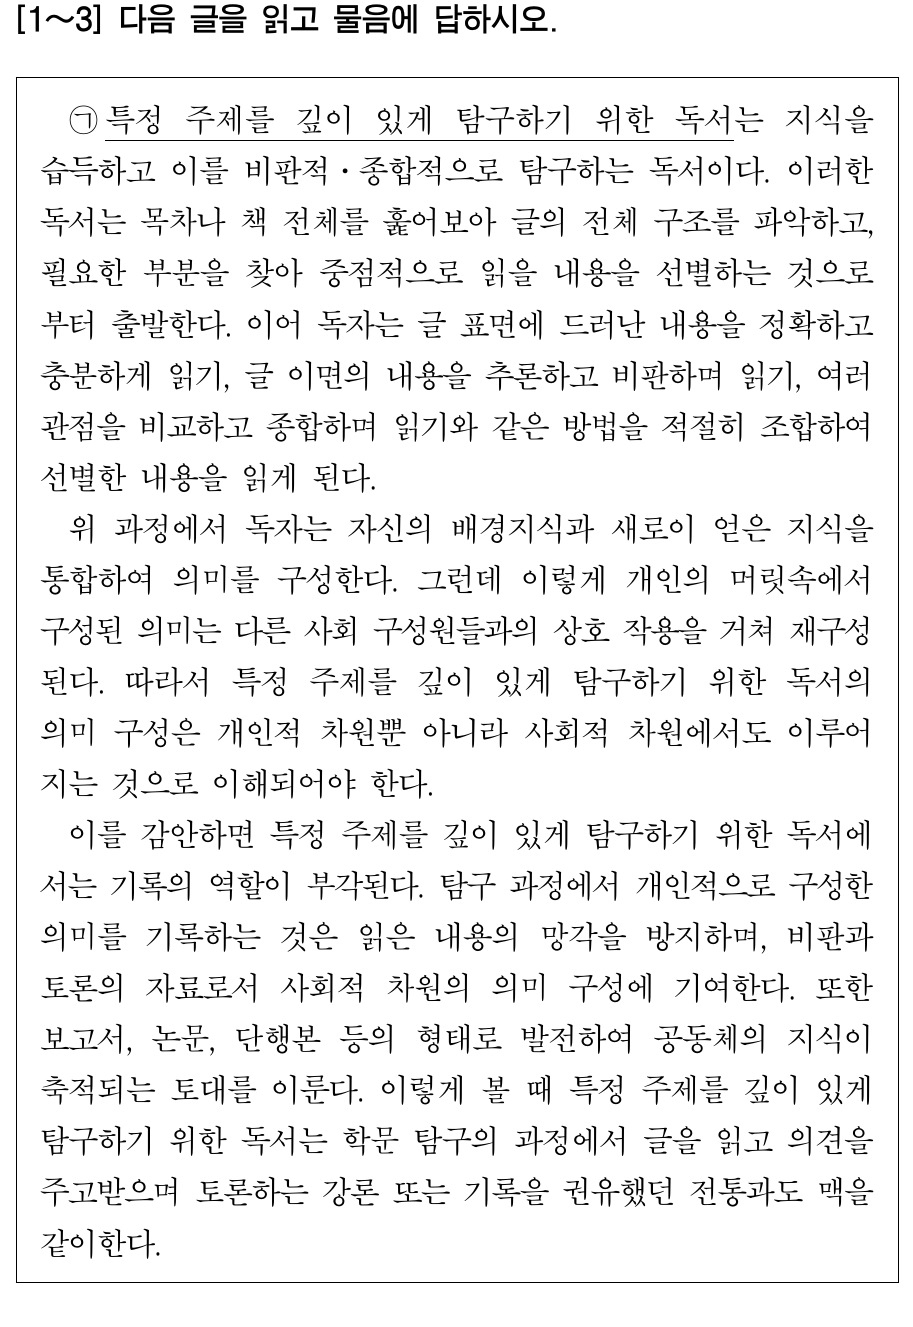 [1～3] 다음 글을 읽고 물음에 답하시오.
㉠특정 주제를 깊이 있게 탐구하기 위한 독서는 지식을
습득하고 이를 비판적·종합적으로 탐구하는 독서이다. 이러한
독서는 목차나 책 전체를 훑어보아 글의 전체 구조를 파악하고,
필요한 부분을 찾아 중점적으로 읽을 내용을 선별하는 것으로
부터 출발한다. 이어 독자는 글 표면에 드러난 내용을 정확하고
충분하게 읽기, 글 이면의 내용을 추론하고 비판하며 읽기, 여러
관점을 비교하고 종합하며 읽기와 같은 방법을 적절히 조합하여
선별한 내용을 읽게 된다.
위 과정에서 독자는 자신의 배경지식과 새로이 얻은 지식을
통합하여 의미를 구성한다. 그런데 이렇게 개인의 머릿속에서
구성된 의미는 다른 사회 구성원들과의 상호 작용을 거쳐 재구성
된다. 따라서 특정 주제를 깊이 있게 탐구하기 위한 독서의
의미 구성은 개인적 차원뿐 아니라 사회적 차원에서도 이루어
지는 것으로 이해되어야 한다.
이를 감안하면 특정 주제를 깊이 있게 탐구하기 위한 독서에
서는 기록의 역할이 부각된다. 탐구 과정에서 개인적으로 구성한
의미를 기록하는 것은 읽은 내용의 망각을 방지하며, 비판과
토론의 자료로서 사회적 차원의 의미 구성에 기여한다. 또한
보고서, 논문, 단행본 등의 형태로 발전하여 공동체의 지식이
축적되는 토대를 이룬다. 이렇게 볼 때 특정 주제를 깊이 있게
탐구하기 위한 독서는 학문 탐구의 과정에서 글을 읽고 의견을
주고받으며 토론하는 강론 또는 기록을 권유했던 전통과도 맥을
같이한다.